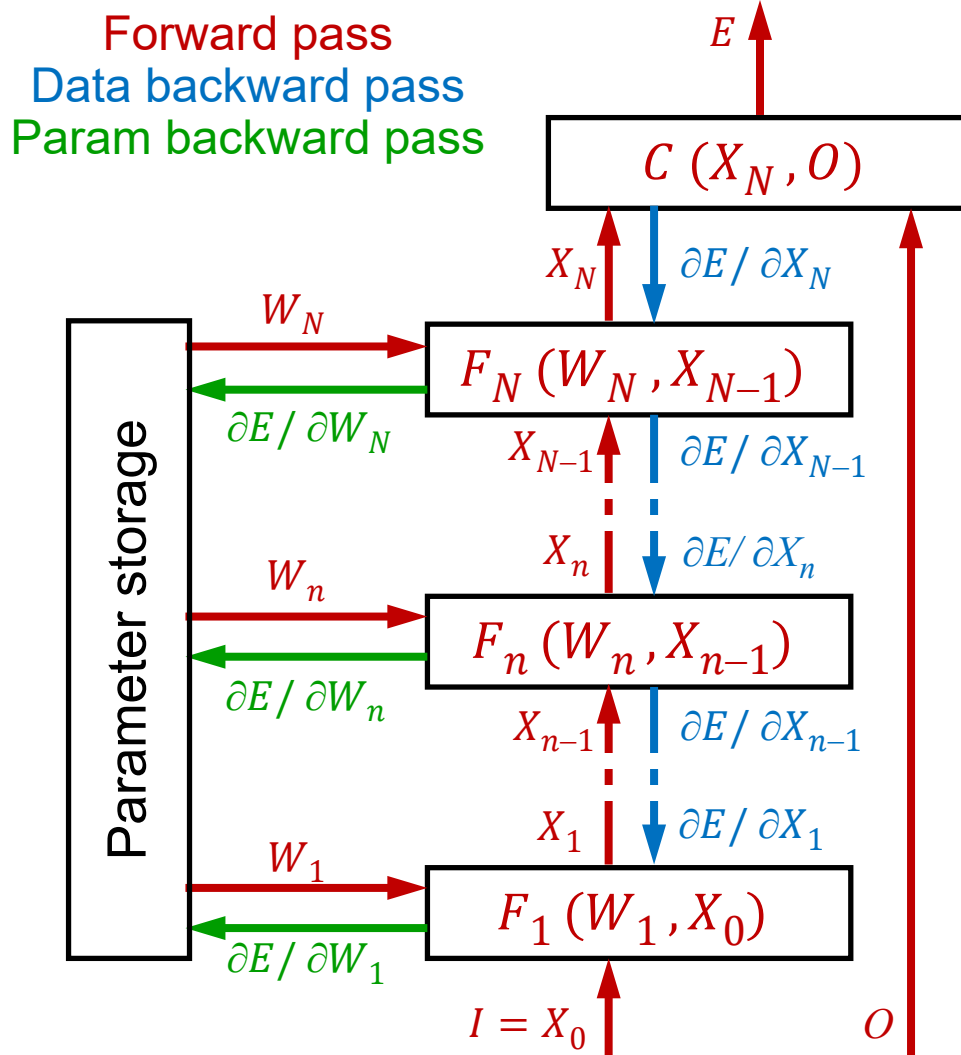 Forward pass
Data backward pass
Param backward pass
E
C (X_N , O)
X_N
∂E/ ∂X_N
W_N
F_N (W_N , X_{N−1})
∂E/ ∂W_N
X_{N−1}
∂E/ ∂X_{N−1}
Parameter storage
X_n
∂E/ ∂X_n
W_n
F_n (W_n , X_{n−1})
∂E/ ∂W_n
X_{n−1}
∂E/ ∂X_{n−1}
X_1
∂E/ ∂X_1
W_1
F_1 (W_1 , X_0)
∂E/ ∂W_1
I = X_0
O